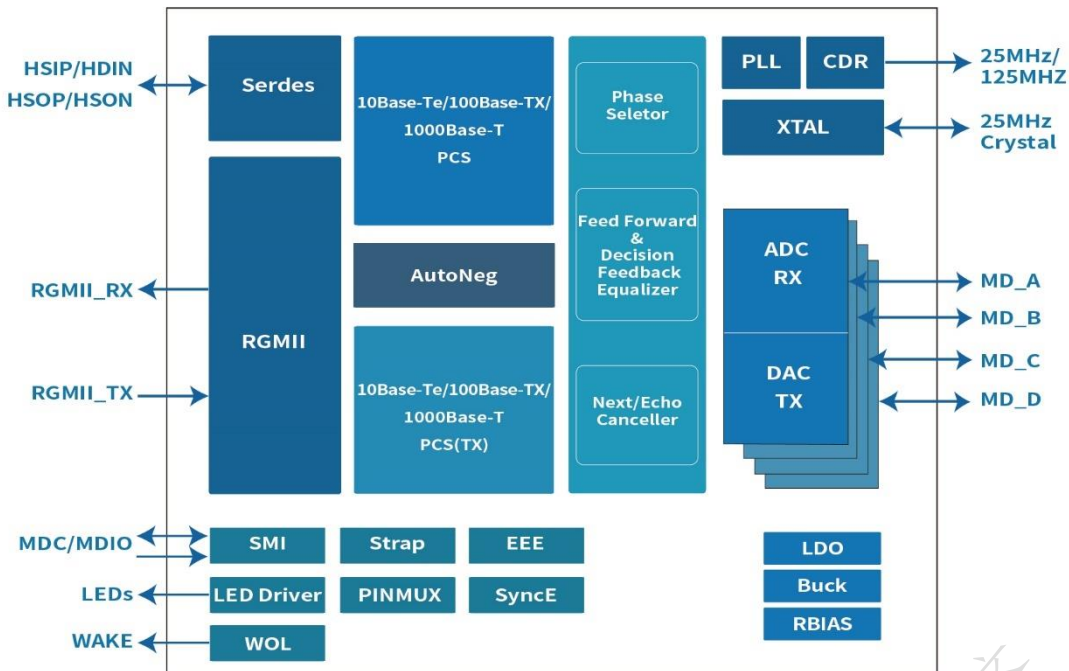 HSIP/HDIN
HSOP/HSON
Serdes
10Base-Te/100Base-TX/
1000Base-T
PCS
Phase
Seletor
PLL
CDR
25MHz/
125MHZ
XTAL
25MHz
Crystal
RGMII_RX
RGMII
RGMII_TX
AutoNeg
Feed Forward
&
Decision
Feedback
Equalizer
ADC
RX
DAC
TX
MD_A
MD_B
MD_C
MD_D
10Base-Te/100Base-TX/
1000Base-T
PCS(TX)
Next/Echo
Canceller
MDC/MDIO
SMI
Strap
EEE
LEDs
LED Driver
PINMUX
SyncE
WAKE
WOL
LDO
Buck
RBIAS